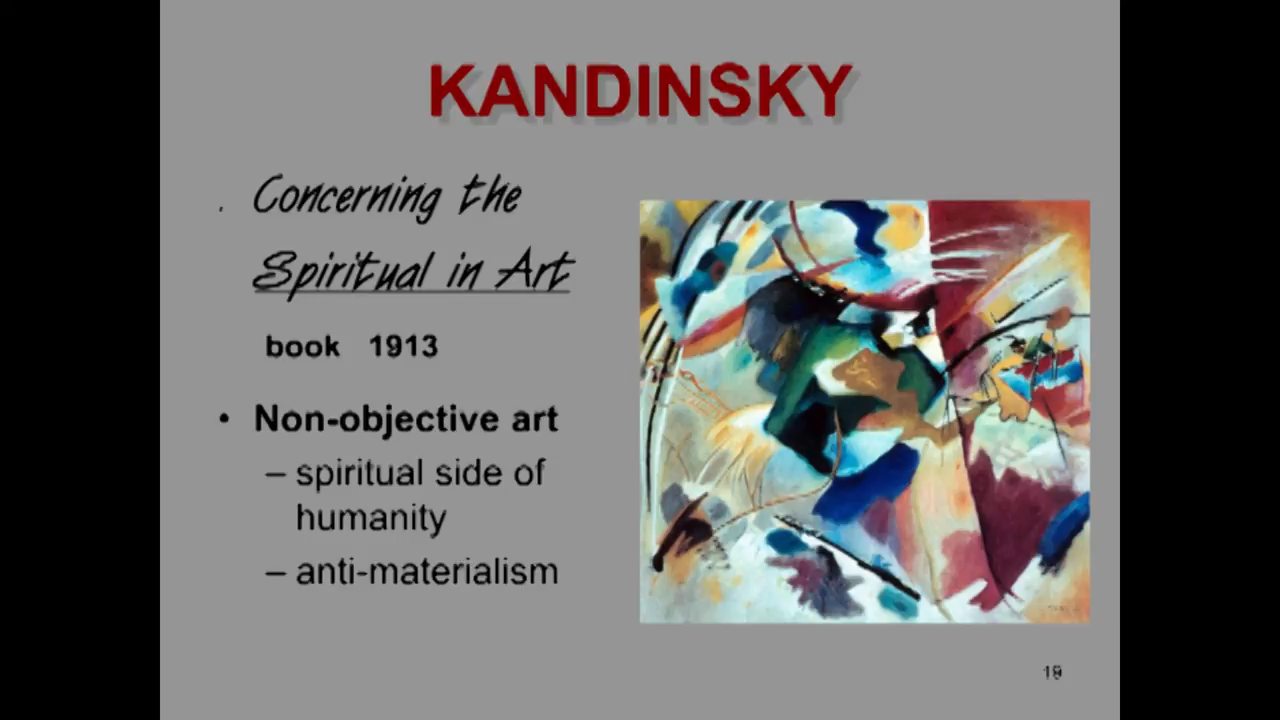 KANDINSKY
. Concerning the
Spiritual in Art
book 1913
• Non-objective art
– spiritual side of
humanity
– anti-materialism
19